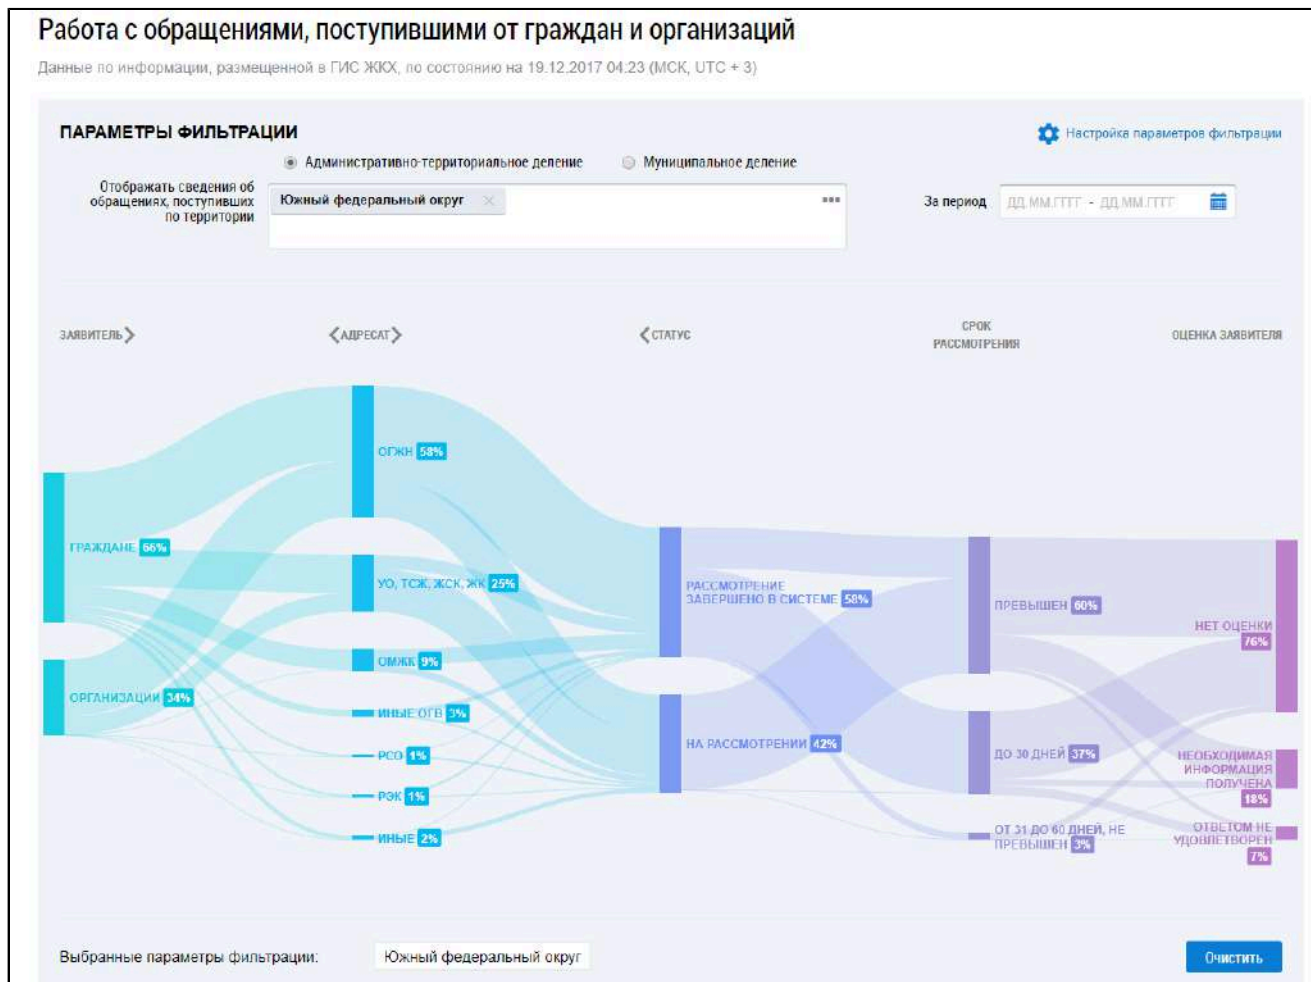 Работа с обращениями, поступившими от граждан и организаций
Данные по информации, размещенной в ГИС ЖКХ, по состоянию на 19.12.2017 04:23 (МСК, UTC + 3)
ПАРАМЕТРЫ ФИЛЬТРАЦИИ
Настройка параметров фильтрации
Административно-территориальное деление
Муниципальное деление
Отображать сведения об
обращениях, поступивших
по территории
Южный федеральный округ
За период
ДД.ММ.ГГГГ - ДД.ММ.ГГГГ
ЗАЯВИТЕЛЬ
АДРЕСАТ
СТАТУС
СРОК
РАССМОТРЕНИЯ
ОЦЕНКА ЗАЯВИТЕЛЯ
ГРАЖДАНЕ 66%
ОРГАНИЗАЦИИ 34%
ОГЖН 58%
УО, ТСЖ, ЖСК, ЖК 25%
ОМЖК 9%
ИНЫЕ ОГВ 3%
РСО 1%
РЭК 1%
ИНЫЕ 2%
РАССМОТРЕНИЕ
ЗАВЕРШЕНО В СИСТЕМЕ 58%
НА РАССМОТРЕНИИ 42%
ПРЕВЫШЕН 60%
ДО 30 ДНЕЙ 37%
ОТ 31 ДО 60 ДНЕЙ, НЕ
ПРЕВЫШЕН 3%
НЕТ ОЦЕНКИ
76%
НЕОБХОДИМАЯ
ИНФОРМАЦИЯ
ПОЛУЧЕНА
18%
ОТВЕТОМ НЕ
УДОВЛЕТВОРЕН
7%
Выбранные параметры фильтрации:
Южный федеральный округ
Очистить